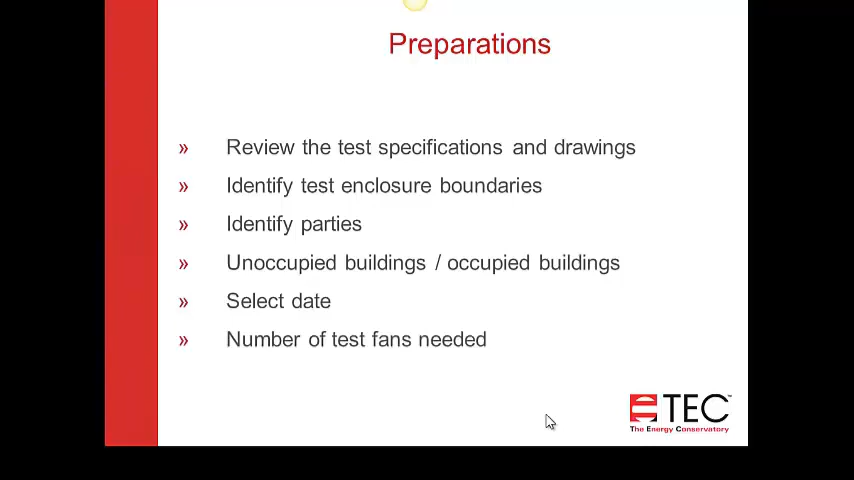 Preparations
» Review the test specifications and drawings
» Identify test enclosure boundaries
» Identify parties
» Unoccupied buildings / occupied buildings
» Select date
» Number of test fans needed
TEC™
The Energy Conservatory